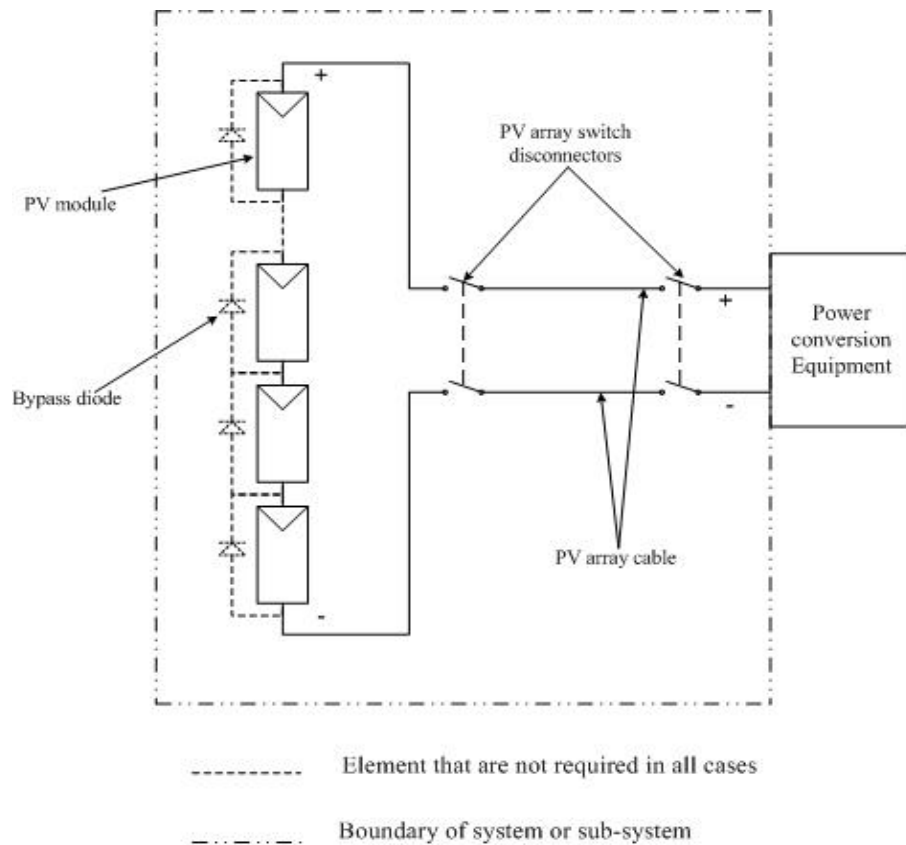 +
PV array switch
disconnectors
PV module
+
Power
conversion
Equipment
Bypass diode
-
PV array cable
-
Element that are not required in all cases
Boundary of system or sub-system